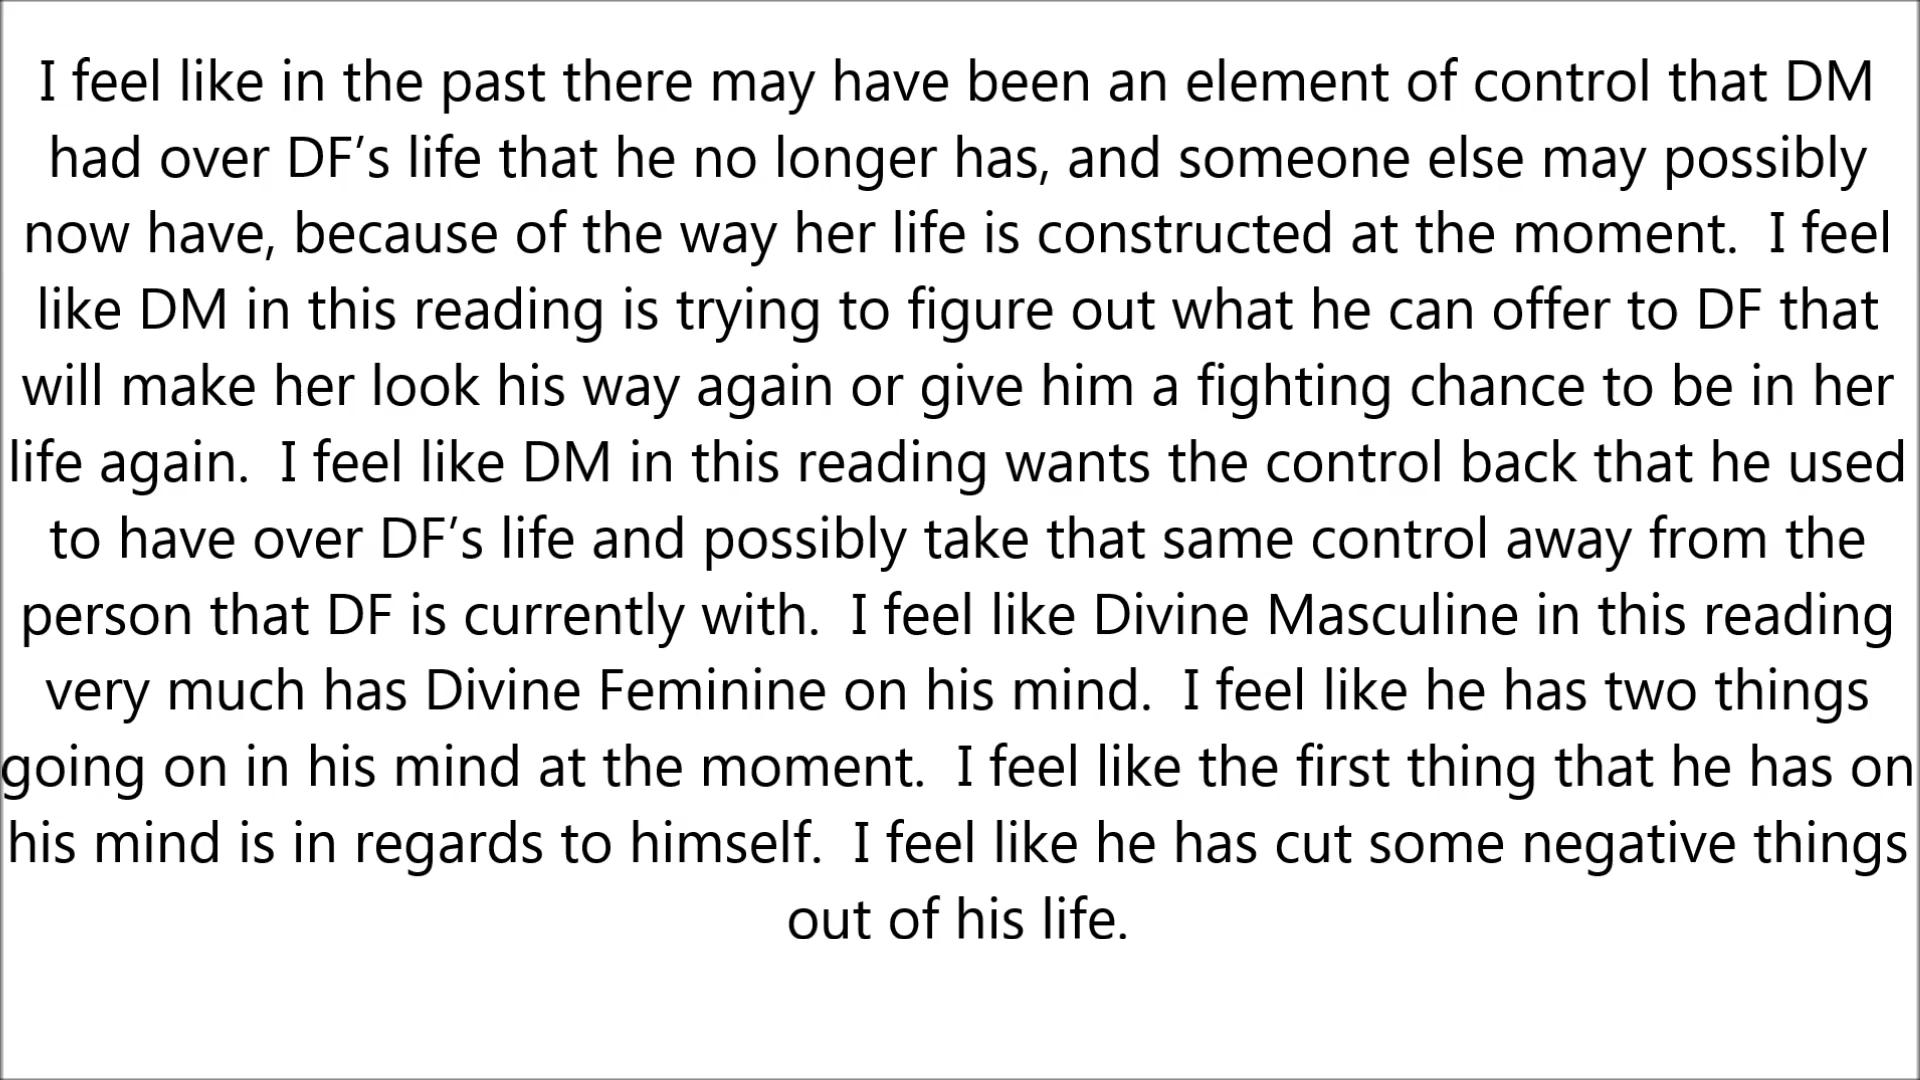 I feel like in the past there may have been an element of control that DM
had over DF’s life that he no longer has, and someone else may possibly
now have, because of the way her life is constructed at the moment.  I feel
like DM in this reading is trying to figure out what he can offer to DF that
will make her look his way again or give him a fighting chance to be in her
life again.  I feel like DM in this reading wants the control back that he used
to have over DF’s life and possibly take that same control away from the
person that DF is currently with.  I feel like Divine Masculine in this reading
very much has Divine Feminine on his mind.  I feel like he has two things
going on in his mind at the moment.  I feel like the first thing that he has on
his mind is in regards to himself.  I feel like he has cut some negative things
out of his life.